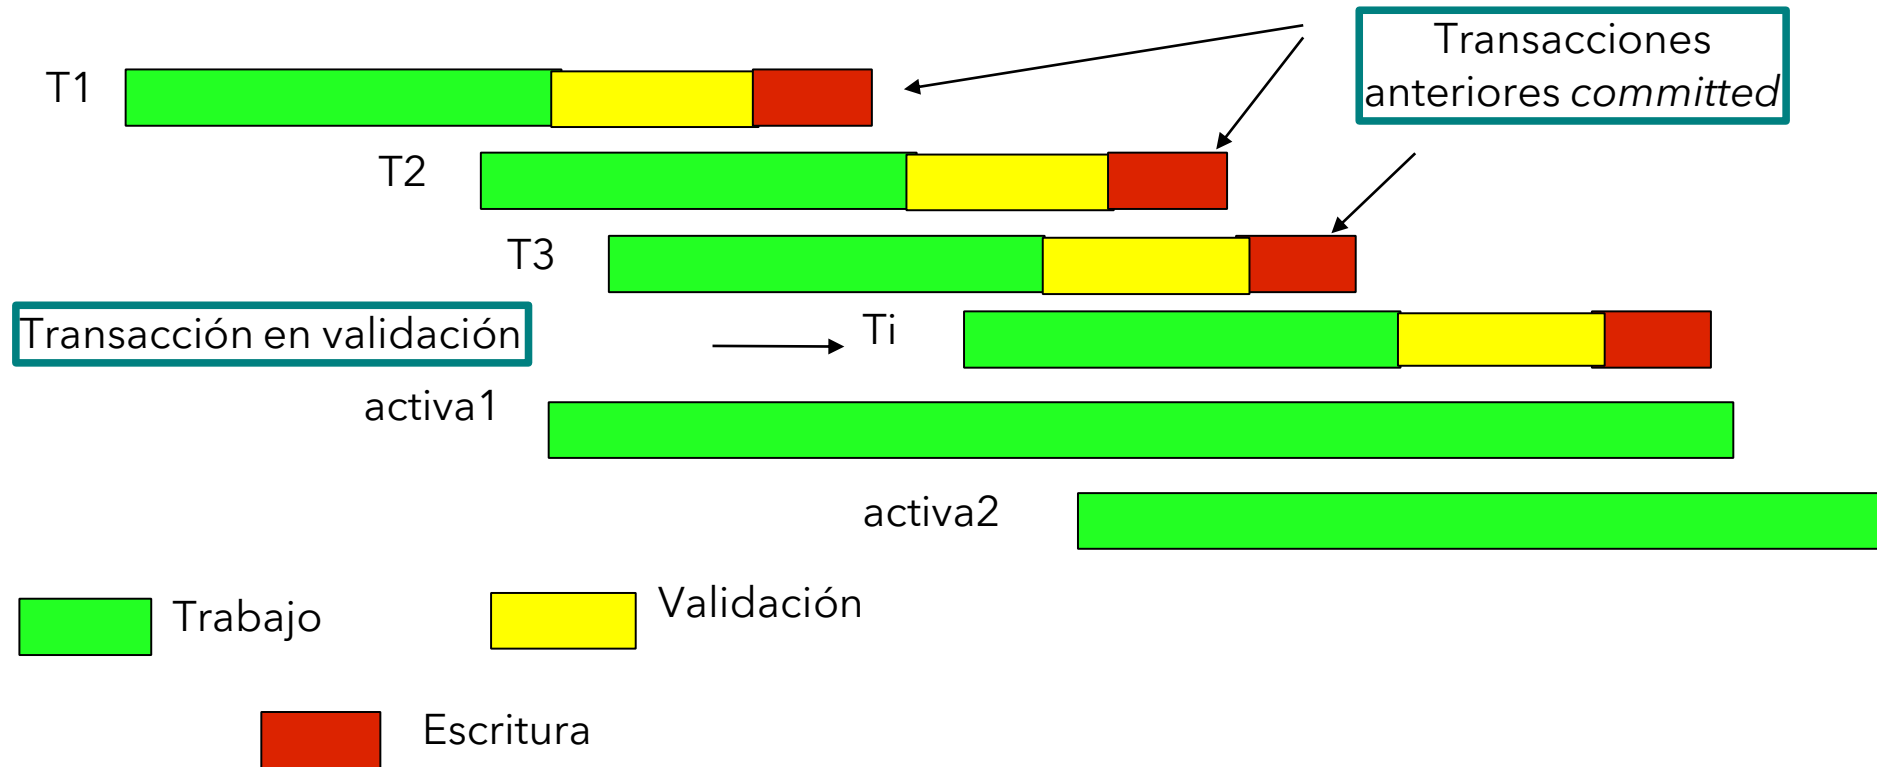 Transacciones
anteriores committed
T1
T2
T3
Transacción en validación
Ti
activa1
activa2
Trabajo
Validación
Escritura